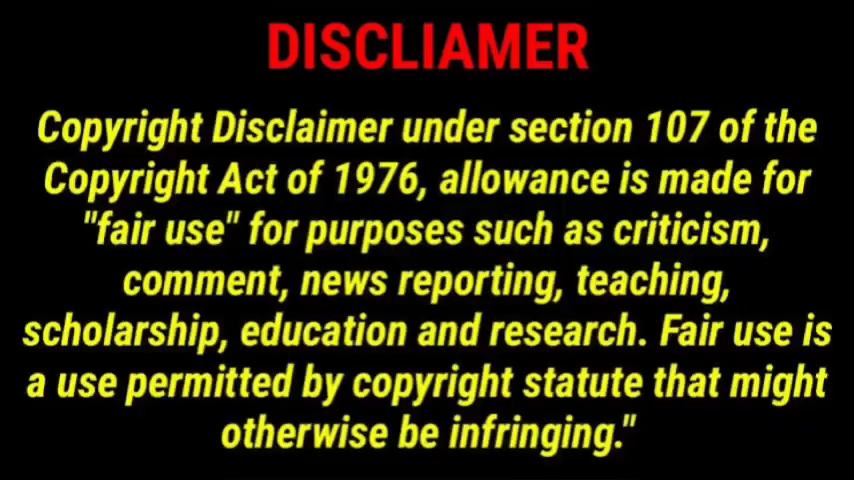 DISCLIAMER
Copyright Disclaimer under section 107 of the
Copyright Act of 1976, allowance is made for
"fair use" for purposes such as criticism,
comment, news reporting, teaching,
scholarship, education and research. Fair use is
a use permitted by copyright statute that might
otherwise be infringing."